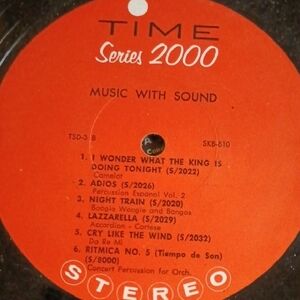 TIME
Series 2000
MUSIC WITH SOUND
TSD-3 B
SKB-810
1. I WONDER WHAT THE KING IS
DOING TONIGHT (S/2022)
Camelot
2. ADIOS (S/2026)
Percussion Espanol Vol. 2
3. NIGHT TRAIN (S/2020)
Boogie Woogie and Bongos
4. LAZZARELLA (S/2029)
Accordion - Cortese
5. CRY LIKE THE WIND (S/2032)
Do Re Mi
6. RITMICA NO. 5 (Tiempo de Son)
(S/8000)
Concert Percussion for Orch.
STEREO